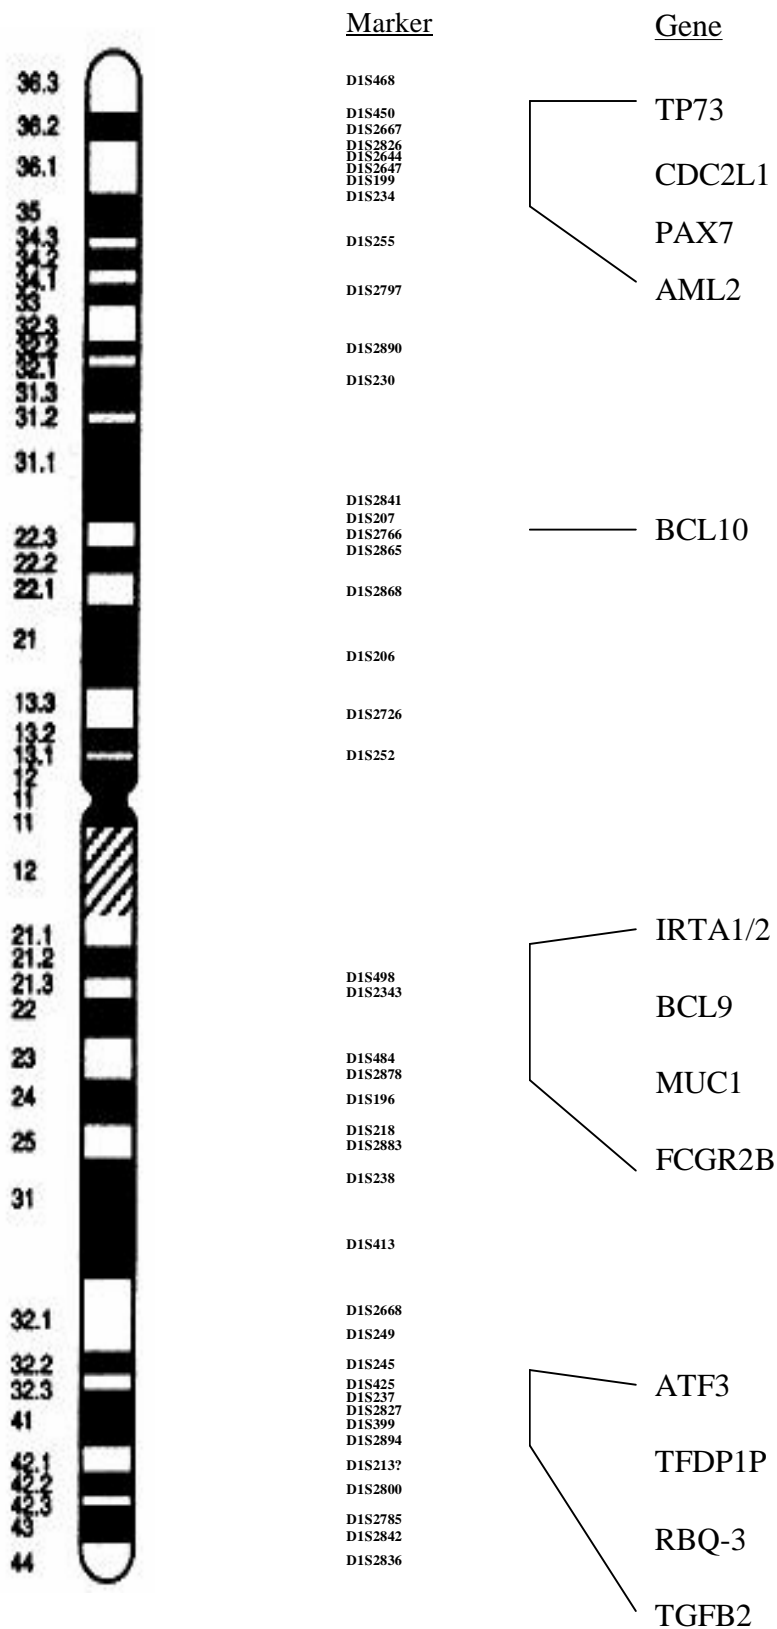 Marker Gene
36.3 D1S468
D1S450 TP73
36.2 D1S2667
D1S2826
D1S2644
36.1 D1S2647 CDC2L1
D1S199
D1S234
35 PAX7
34.3 D1S255
34.2
34.1 D1S2797 AML2
33
33.3
D1S2890
32.1
31.3 D1S230
31.2
31.1
D1S2841
D1S207
22.3 D1S2766 BCL10
D1S2865
22.2
22.1 D1S2868
21
D1S206
13.3
D1S2726
13.2
13.1 D1S252
12
11
11
12
21.1 IRTA1/2
21.2
D1S498
21.3 D1S2343
22 BCL9
23 D1S484
D1S2878 MUC1
24 D1S196
D1S218
25 D1S2883
FCGR2B
D1S238
31
D1S413
D1S2668
32.1
D1S249
32.2 D1S245
32.3 D1S425 ATF3
D1S237
D1S2827
41 D1S399
D1S2894
42.1 D1S213? TFDP1P
42.2 D1S2800
42.3
43 D1S2785
D1S2842 RBQ-3
44 D1S2836
TGFB2